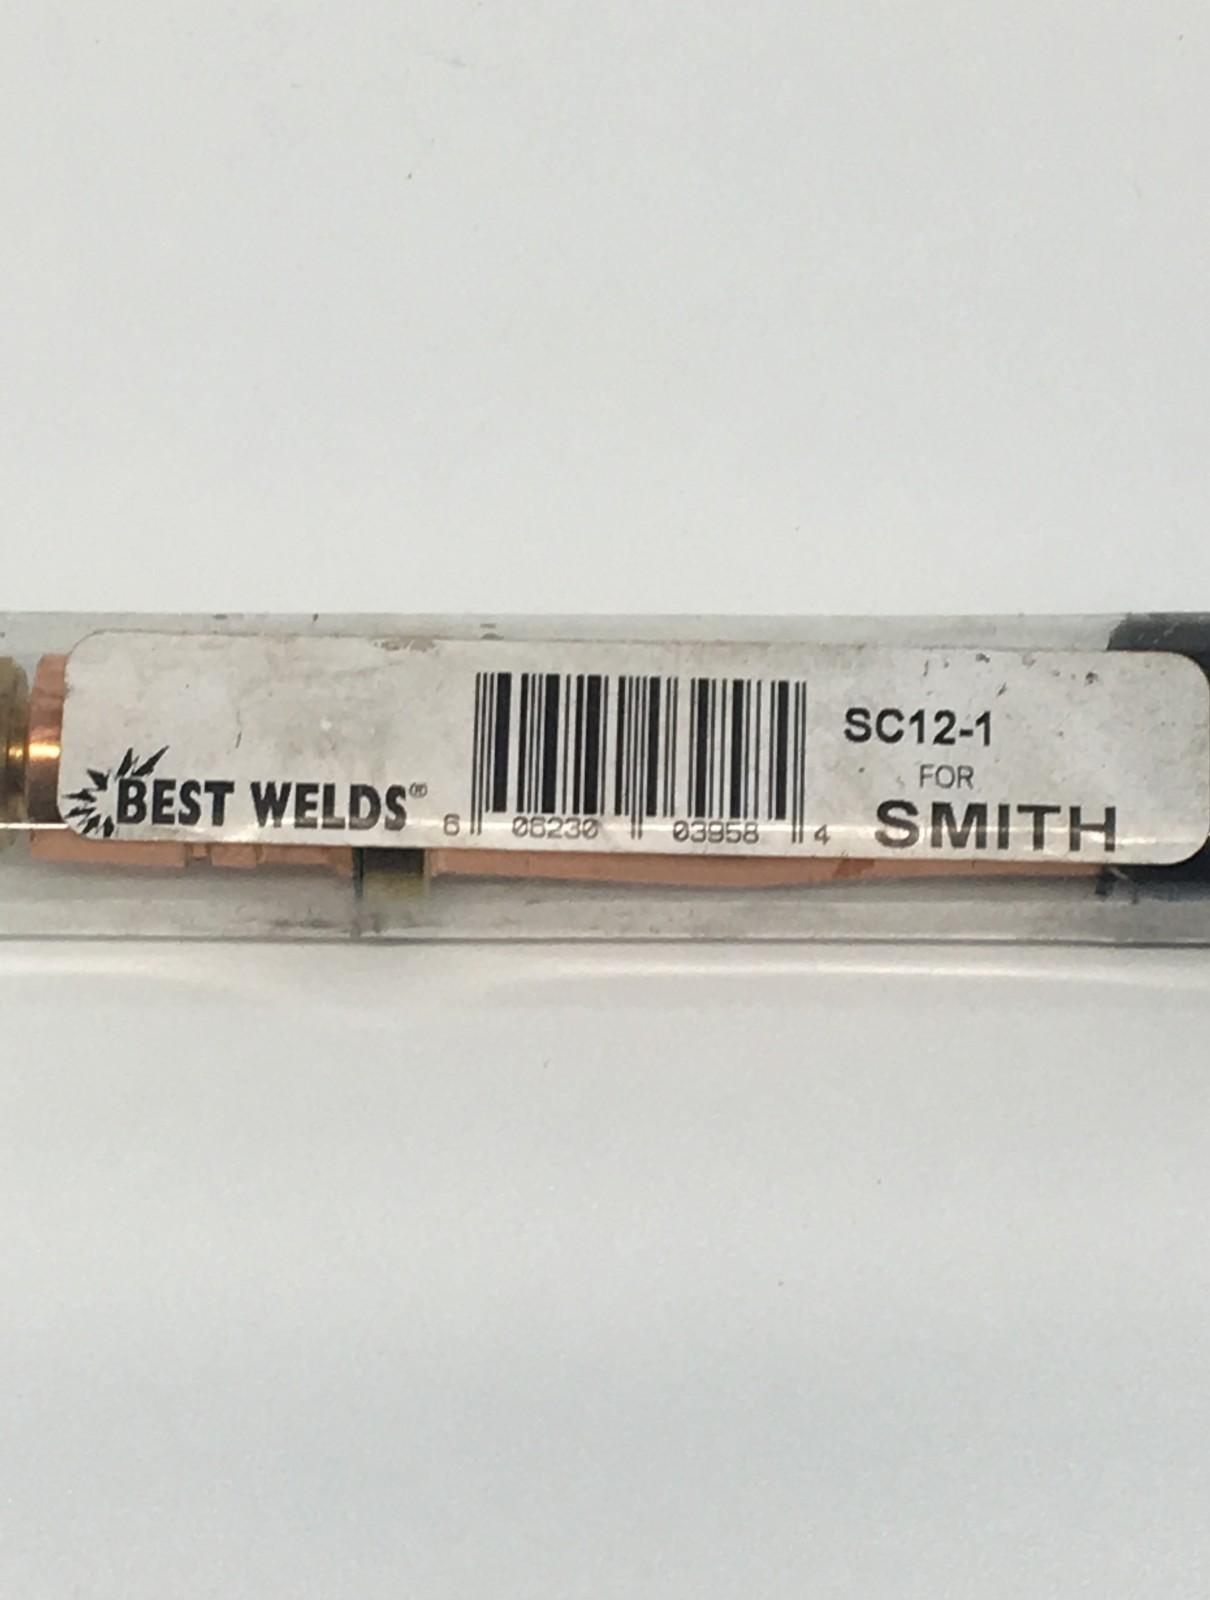 BEST WELDS®
6 06230 03958 4
SC12-1
FOR
SMITH